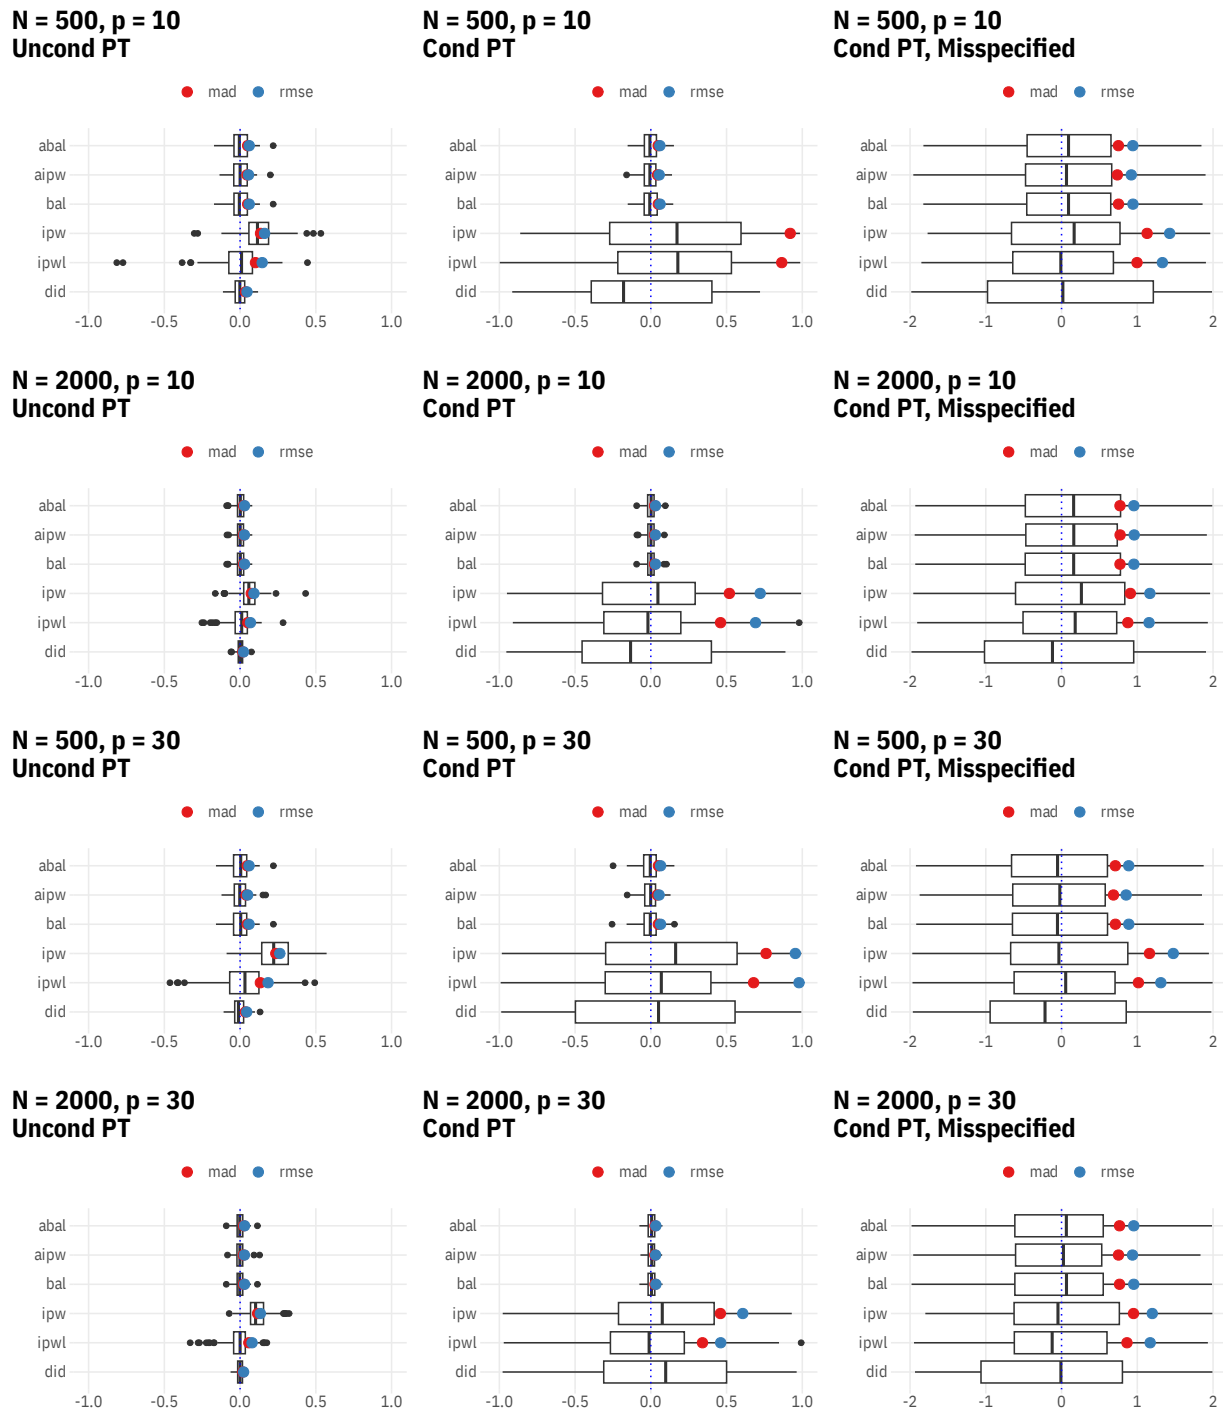 N = 500, p = 10
Uncond PT
mad rmse
abal
aipw
bal
ipw
ipwl
did
-1.0 -0.5 0.0 0.5 1.0
N = 500, p = 10
Cond PT
mad rmse
abal
aipw
bal
ipw
ipwl
did
-1.0 -0.5 0.0 0.5 1.0
N = 500, p = 10
Cond PT, Misspecified
mad rmse
abal
aipw
bal
ipw
ipwl
did
-2 -1 0 1 2
N = 2000, p = 10
Uncond PT
mad rmse
abal
aipw
bal
ipw
ipwl
did
-1.0 -0.5 0.0 0.5 1.0
N = 2000, p = 10
Cond PT
mad rmse
abal
aipw
bal
ipw
ipwl
did
-1.0 -0.5 0.0 0.5 1.0
N = 2000, p = 10
Cond PT, Misspecified
mad rmse
abal
aipw
bal
ipw
ipwl
did
-2 -1 0 1 2
N = 500, p = 30
Uncond PT
mad rmse
abal
aipw
bal
ipw
ipwl
did
-1.0 -0.5 0.0 0.5 1.0
N = 500, p = 30
Cond PT
mad rmse
abal
aipw
bal
ipw
ipwl
did
-1.0 -0.5 0.0 0.5 1.0
N = 500, p = 30
Cond PT, Misspecified
mad rmse
abal
aipw
bal
ipw
ipwl
did
-2 -1 0 1 2
N = 2000, p = 30
Uncond PT
mad rmse
abal
aipw
bal
ipw
ipwl
did
-1.0 -0.5 0.0 0.5 1.0
N = 2000, p = 30
Cond PT
mad rmse
abal
aipw
bal
ipw
ipwl
did
-1.0 -0.5 0.0 0.5 1.0
N = 2000, p = 30
Cond PT, Misspecified
mad rmse
abal
aipw
bal
ipw
ipwl
did
-2 -1 0 1 2